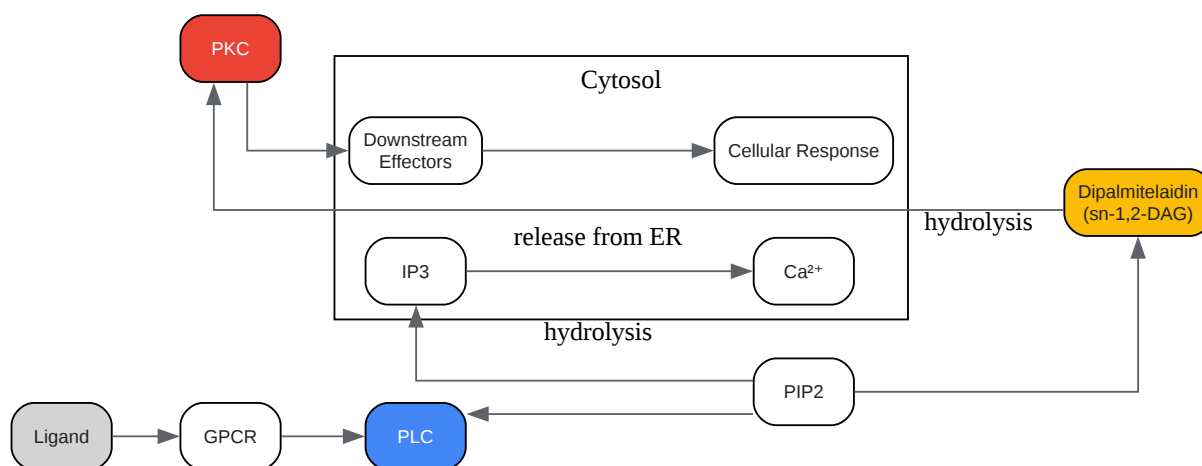 PKC
Cytosol
Downstream
Effectors
Cellular Response
Dipalmitelaidin
(sn-1,2-DAG)
hydrolysis
release from ER
IP3
Ca²⁺
hydrolysis
PIP2
Ligand
GPCR
PLC